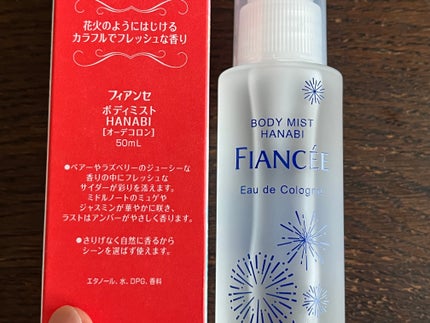 花火のようにはじける
カラフルでフレッシュな香り
フィアンセ
ボディミスト
HANABI
[オーデコロン]
50mL
●ペアーやラズベリーのジューシーな
香りの中にフレッシュな
サイダーが彩りを添えます。
ミドルノートのミュゲや
ジャスミンが華やかに咲き、
ラストはアンバーがやさしく香ります。
●さりげなく自然に香るから
シーンを選ばず使えます。
エタノール、水、DPG、香料
BODY MIST
HANABI
FIANCÉE
Eau de Cologne